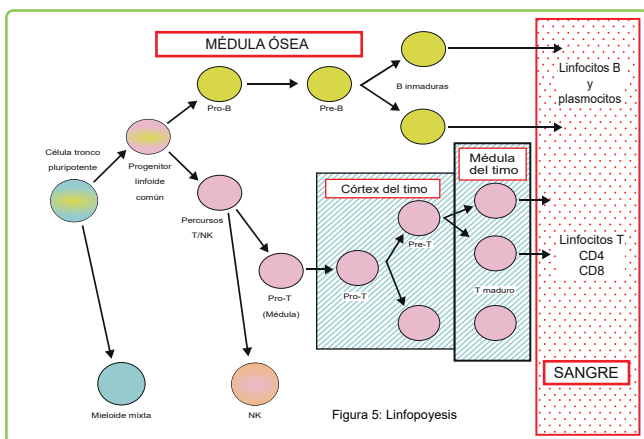 MÉDULA ÓSEA
B inmaduras
Pro-B
Pre-B
Linfocitos B
y
plasmocitos
Célula tronco
pluripotente
Progenitor
linfoide
común
Percursos
T/NK
Córtex del timo
Médula
del timo
Pre-T
Pro-T
(Médula)
Pro-T
T maduro
Linfocitos T
CD4
CD8
SANGRE
Mieloide mixta
NK
Figura 5: Linfopoyesis